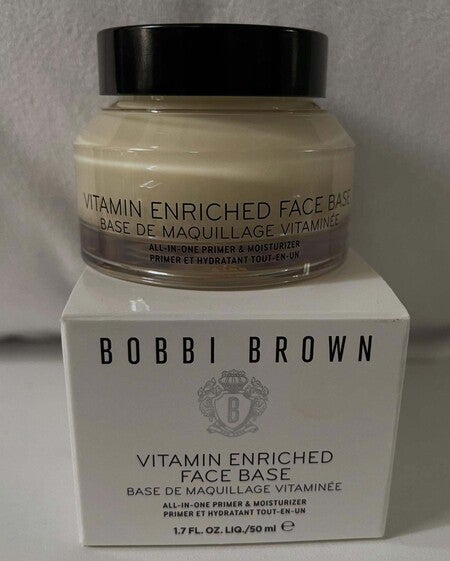 VITAMIN ENRICHED FACE BASE
BASE DE MAQUILLAGE VITAMINÉE
ALL-IN-ONE PRIMER & MOISTURIZER
PRIMER ET HYDRATANT TOUT-EN-UN
BOBBI BROWN
B
VITAMIN ENRICHED
FACE BASE
BASE DE MAQUILLAGE VITAMINÉE
ALL-IN-ONE PRIMER & MOISTURIZER
PRIMER ET HYDRATANT TOUT-EN-UN
1.7 FL. OZ. LIQ./50 ml ℮